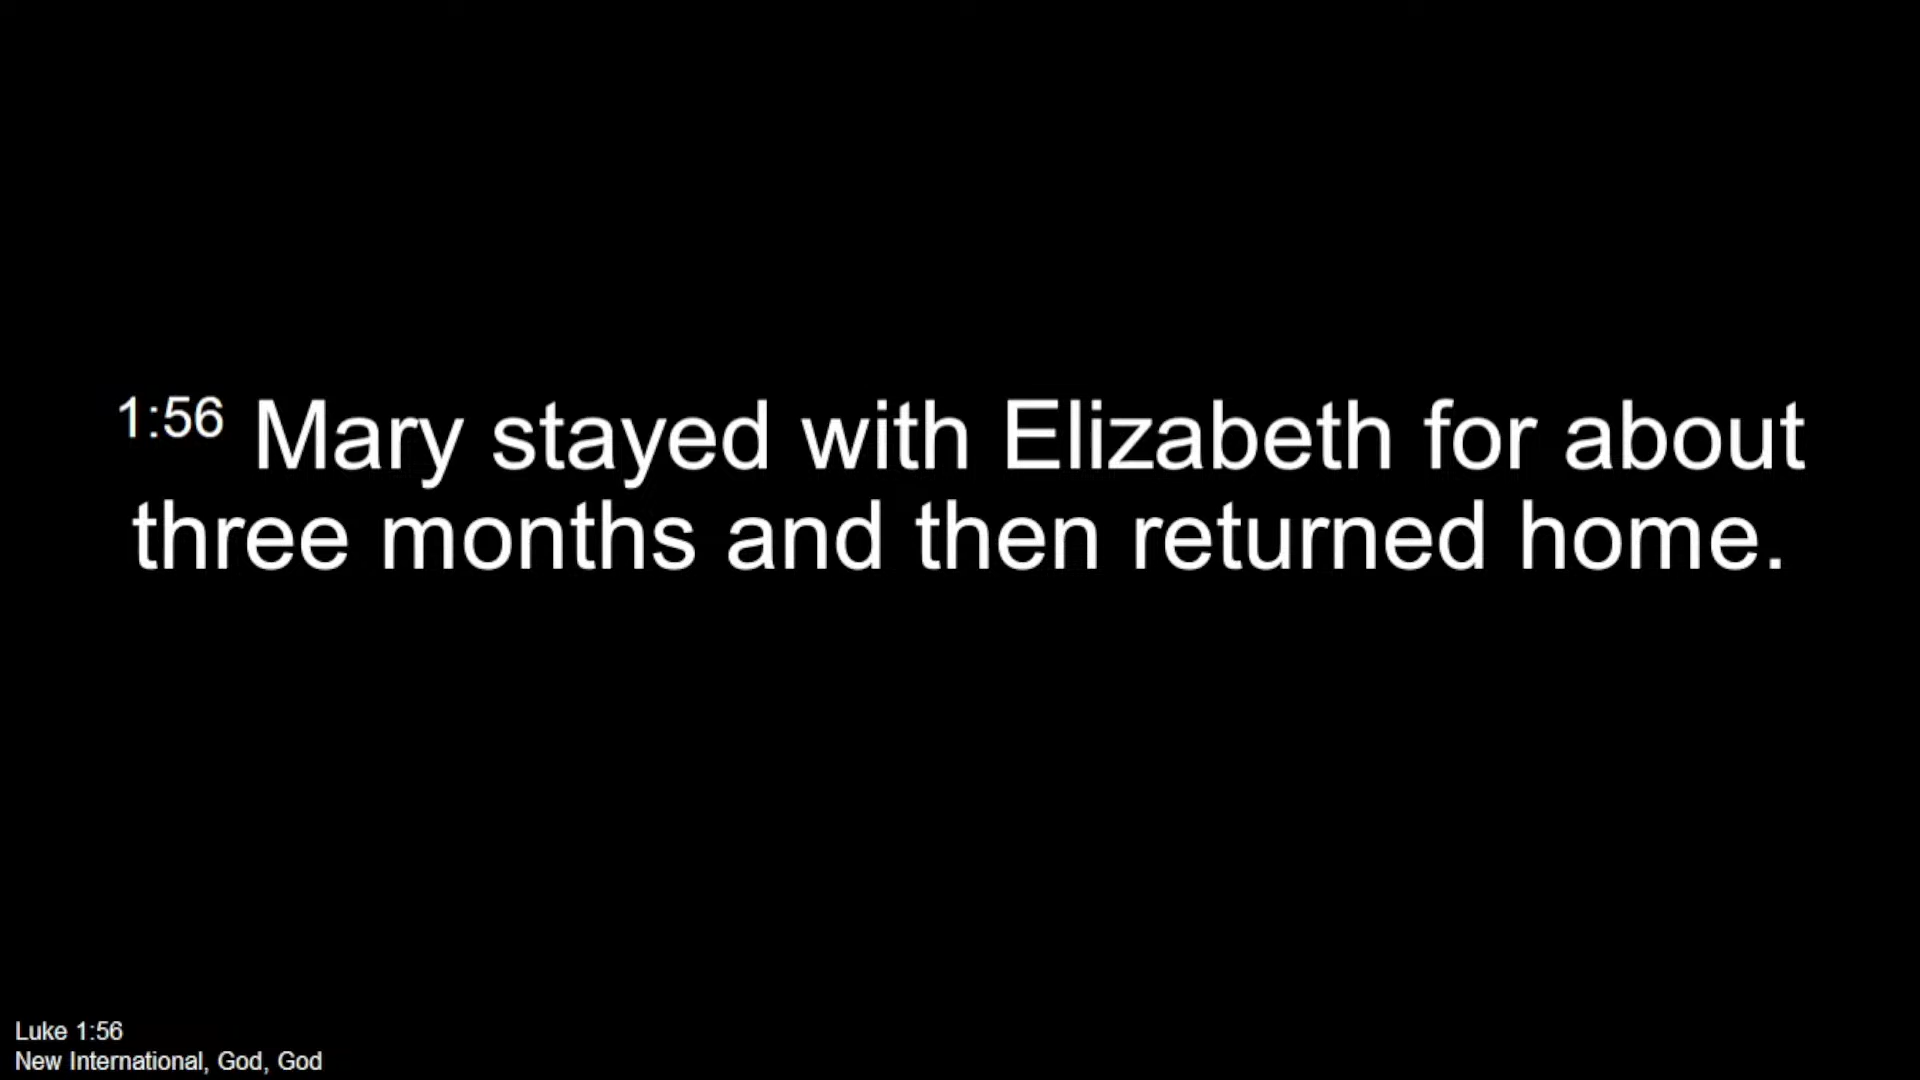 1:56 Mary stayed with Elizabeth for about
three months and then returned home.
Luke 1:56
New International, God, God